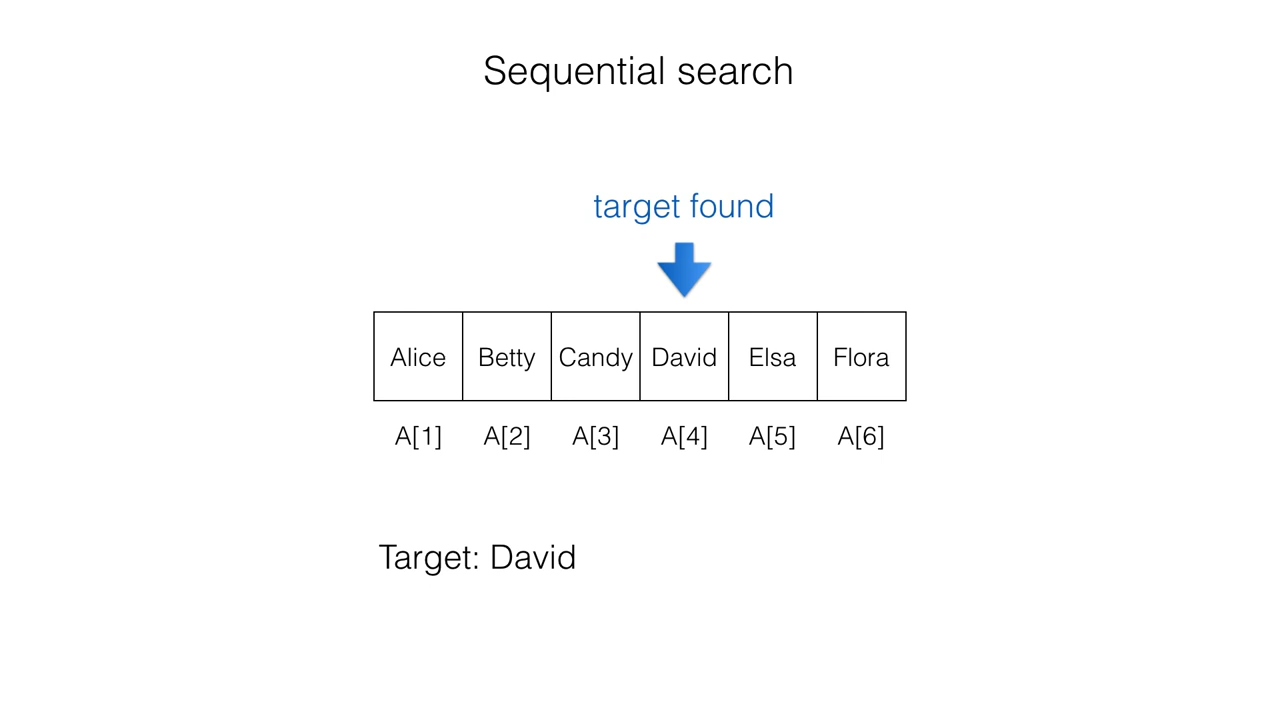 Sequential search
target found
Alice Betty Candy David Elsa Flora
A[1] A[2] A[3] A[4] A[5] A[6]
Target: David